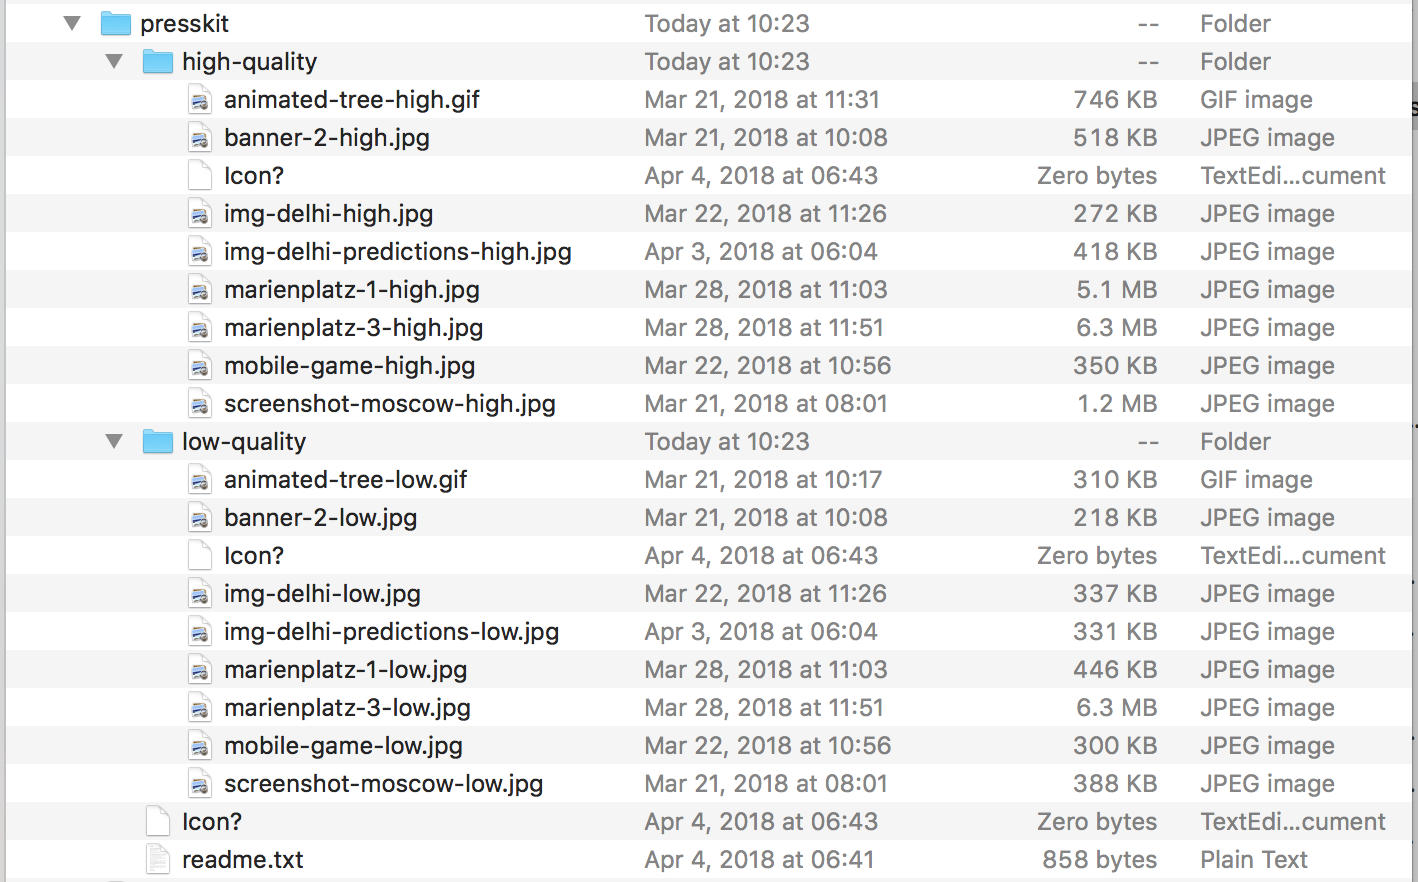 presskit Today at 10:23 -- Folder
high-quality Today at 10:23 -- Folder
animated-tree-high.gif Mar 21, 2018 at 11:31 746 KB GIF image
banner-2-high.jpg Mar 21, 2018 at 10:08 518 KB JPEG image
Icon? Apr 4, 2018 at 06:43 Zero bytes TextEdi...cument
img-delhi-high.jpg Mar 22, 2018 at 11:26 272 KB JPEG image
img-delhi-predictions-high.jpg Apr 3, 2018 at 06:04 418 KB JPEG image
marienplatz-1-high.jpg Mar 28, 2018 at 11:03 5.1 MB JPEG image
marienplatz-3-high.jpg Mar 28, 2018 at 11:51 6.3 MB JPEG image
mobile-game-high.jpg Mar 22, 2018 at 10:56 350 KB JPEG image
screenshot-moscow-high.jpg Mar 21, 2018 at 08:01 1.2 MB JPEG image
low-quality Today at 10:23 -- Folder
animated-tree-low.gif Mar 21, 2018 at 10:17 310 KB GIF image
banner-2-low.jpg Mar 21, 2018 at 10:08 218 KB JPEG image
Icon? Apr 4, 2018 at 06:43 Zero bytes TextEdi...cument
img-delhi-low.jpg Mar 22, 2018 at 11:26 337 KB JPEG image
img-delhi-predictions-low.jpg Apr 3, 2018 at 06:04 331 KB JPEG image
marienplatz-1-low.jpg Mar 28, 2018 at 11:03 446 KB JPEG image
marienplatz-3-low.jpg Mar 28, 2018 at 11:51 6.3 MB JPEG image
mobile-game-low.jpg Mar 22, 2018 at 10:56 300 KB JPEG image
screenshot-moscow-low.jpg Mar 21, 2018 at 08:01 388 KB JPEG image
Icon? Apr 4, 2018 at 06:43 Zero bytes TextEdi...cument
readme.txt Apr 4, 2018 at 06:41 858 bytes Plain Text